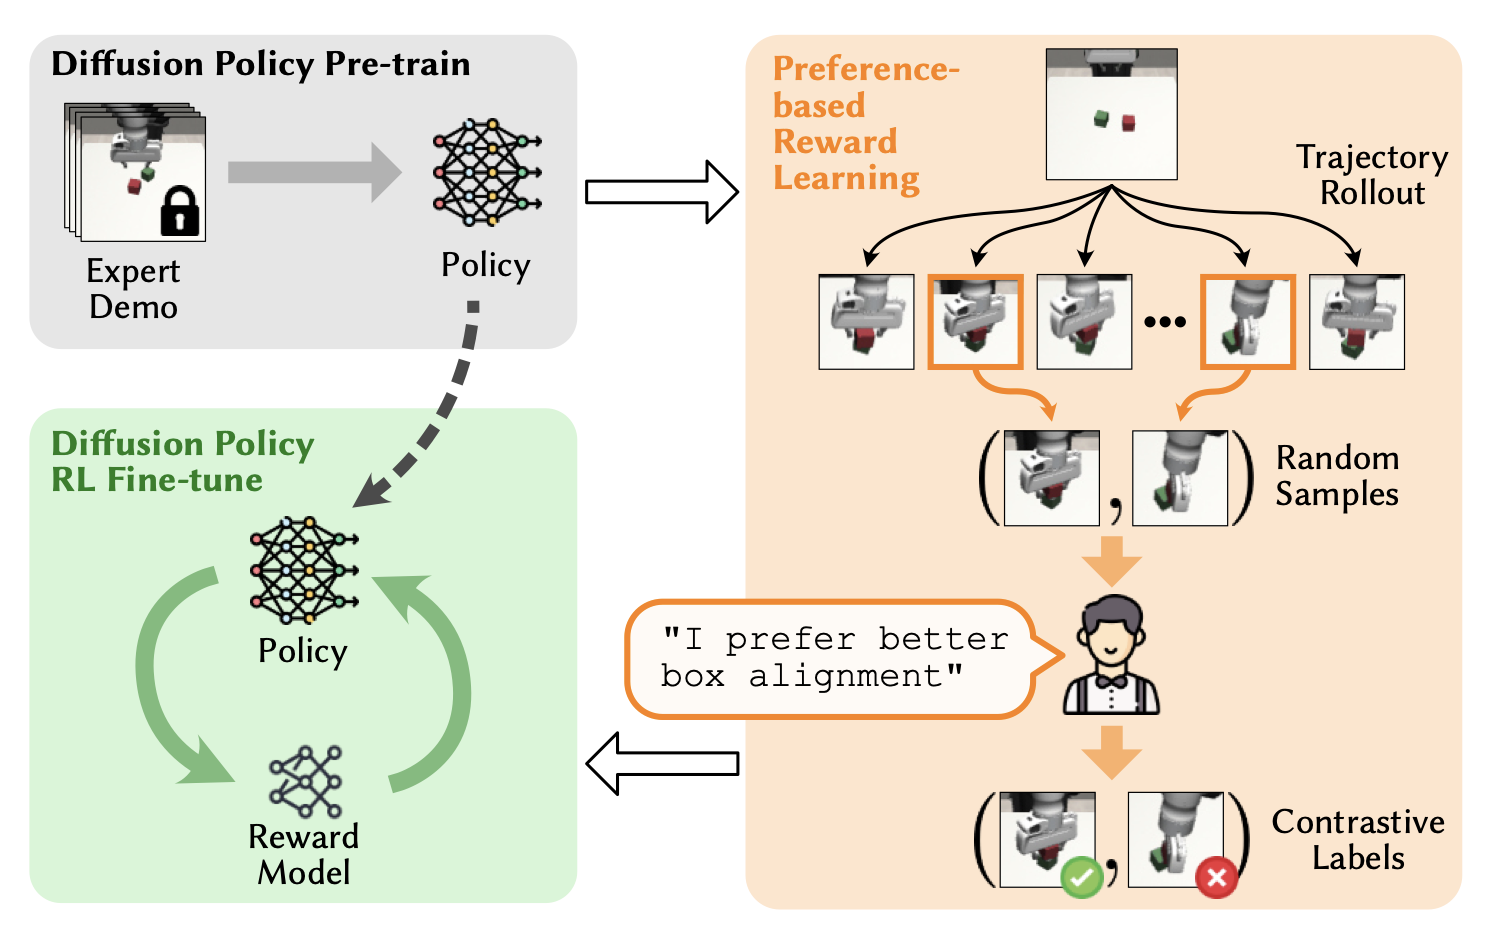 Diffusion Policy Pre-train
Expert
Demo
Policy
Preference-
based
Reward
Learning
Trajectory
Rollout
Random
Samples
"I prefer better
box alignment"
Contrastive
Labels
Diffusion Policy
RL Fine-tune
Policy
Reward
Model